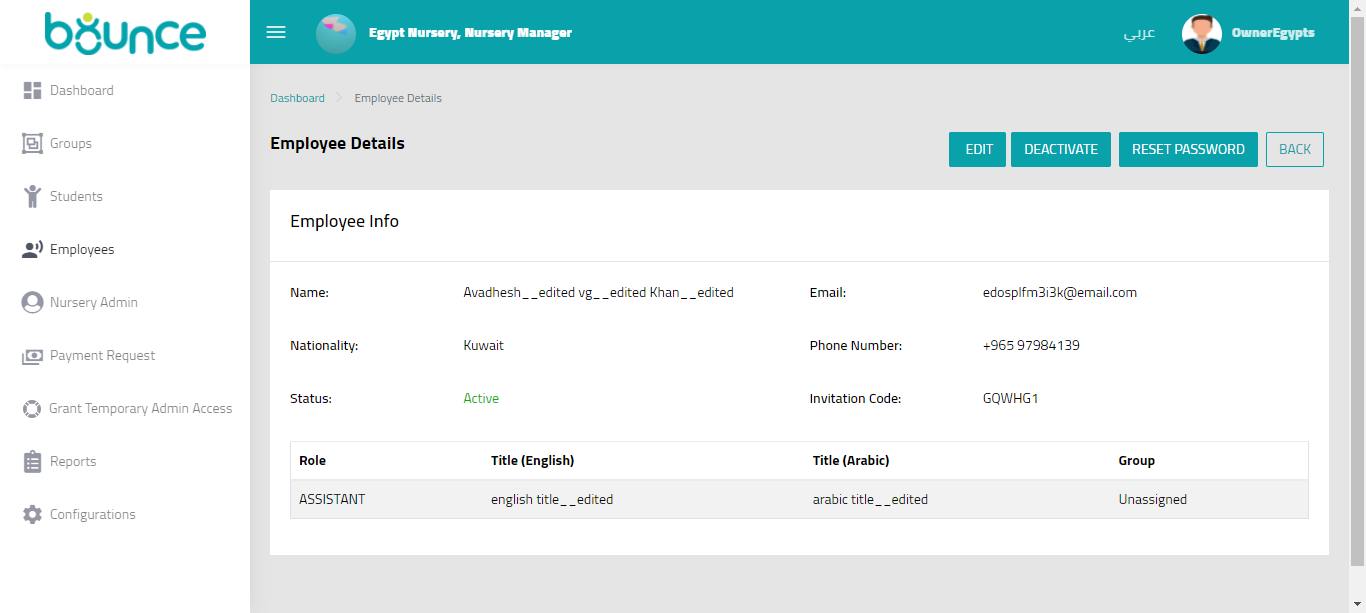 bounce
Egypt Nursery, Nursery Manager
عربي
OwnerEgypts
Dashboard
Groups
Students
Employees
Nursery Admin
Payment Request
Grant Temporary Admin Access
Reports
Configurations
Dashboard > Employee Details
Employee Details
EDIT DEACTIVATE RESET PASSWORD BACK
Employee Info
Name: Avadhesh__edited vg__edited Khan__edited Email: edosplfm3i3k@email.com
Nationality: Kuwait Phone Number: +965 97984139
Status: Active Invitation Code: GQWHG1
Role Title (English) Title (Arabic) Group
ASSISTANT english title__edited arabic title__edited Unassigned